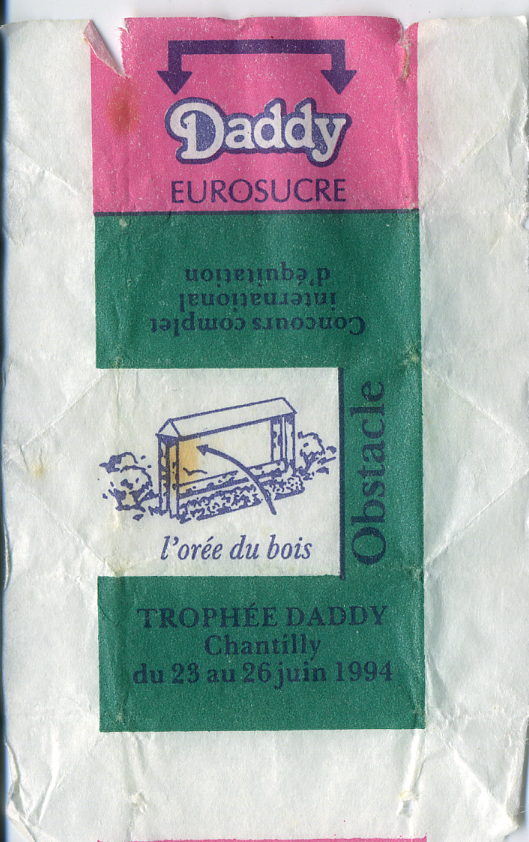 Daddy
EUROSUCRE
Concours complet
international
d'équitation
Obstacle
l'orée du bois
TROPHÉE DADDY
Chantilly
du 23 au 26 juin 1994